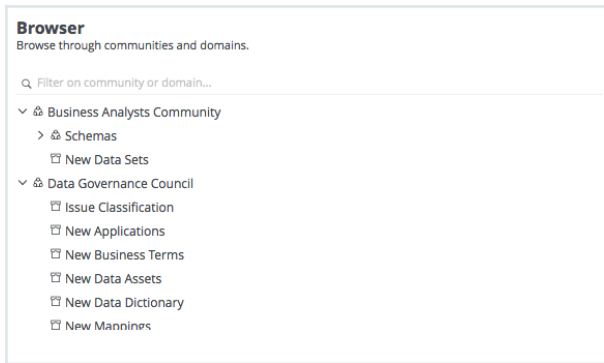 Browser
Browse through communities and domains.
Filter on community or domain...
Business Analysts Community
Schemas
New Data Sets
Data Governance Council
Issue Classification
New Applications
New Business Terms
New Data Assets
New Data Dictionary
New Mappings